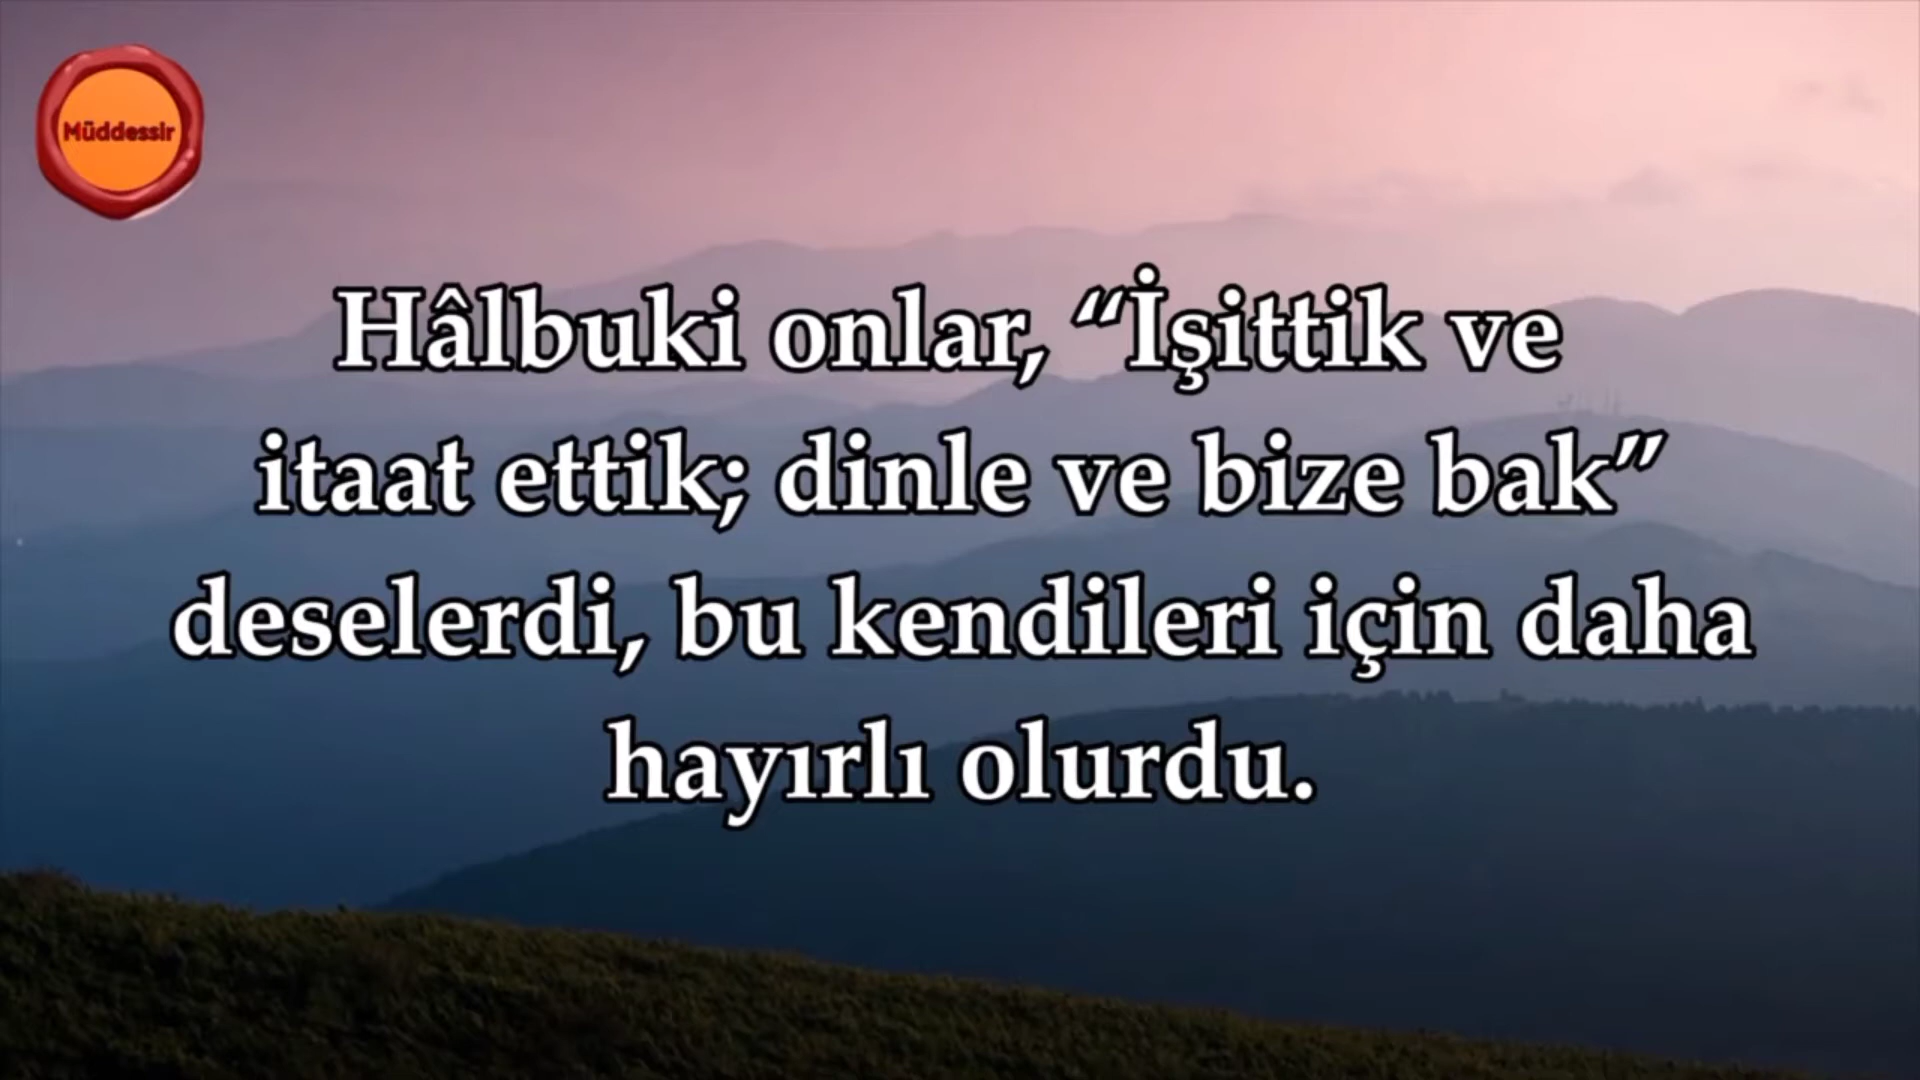 Müddessir
Hâlbuki onlar, “İşittik ve
itaat ettik; dinle ve bize bak”
deselerdi, bu kendileri için daha
hayırlı olurdu.